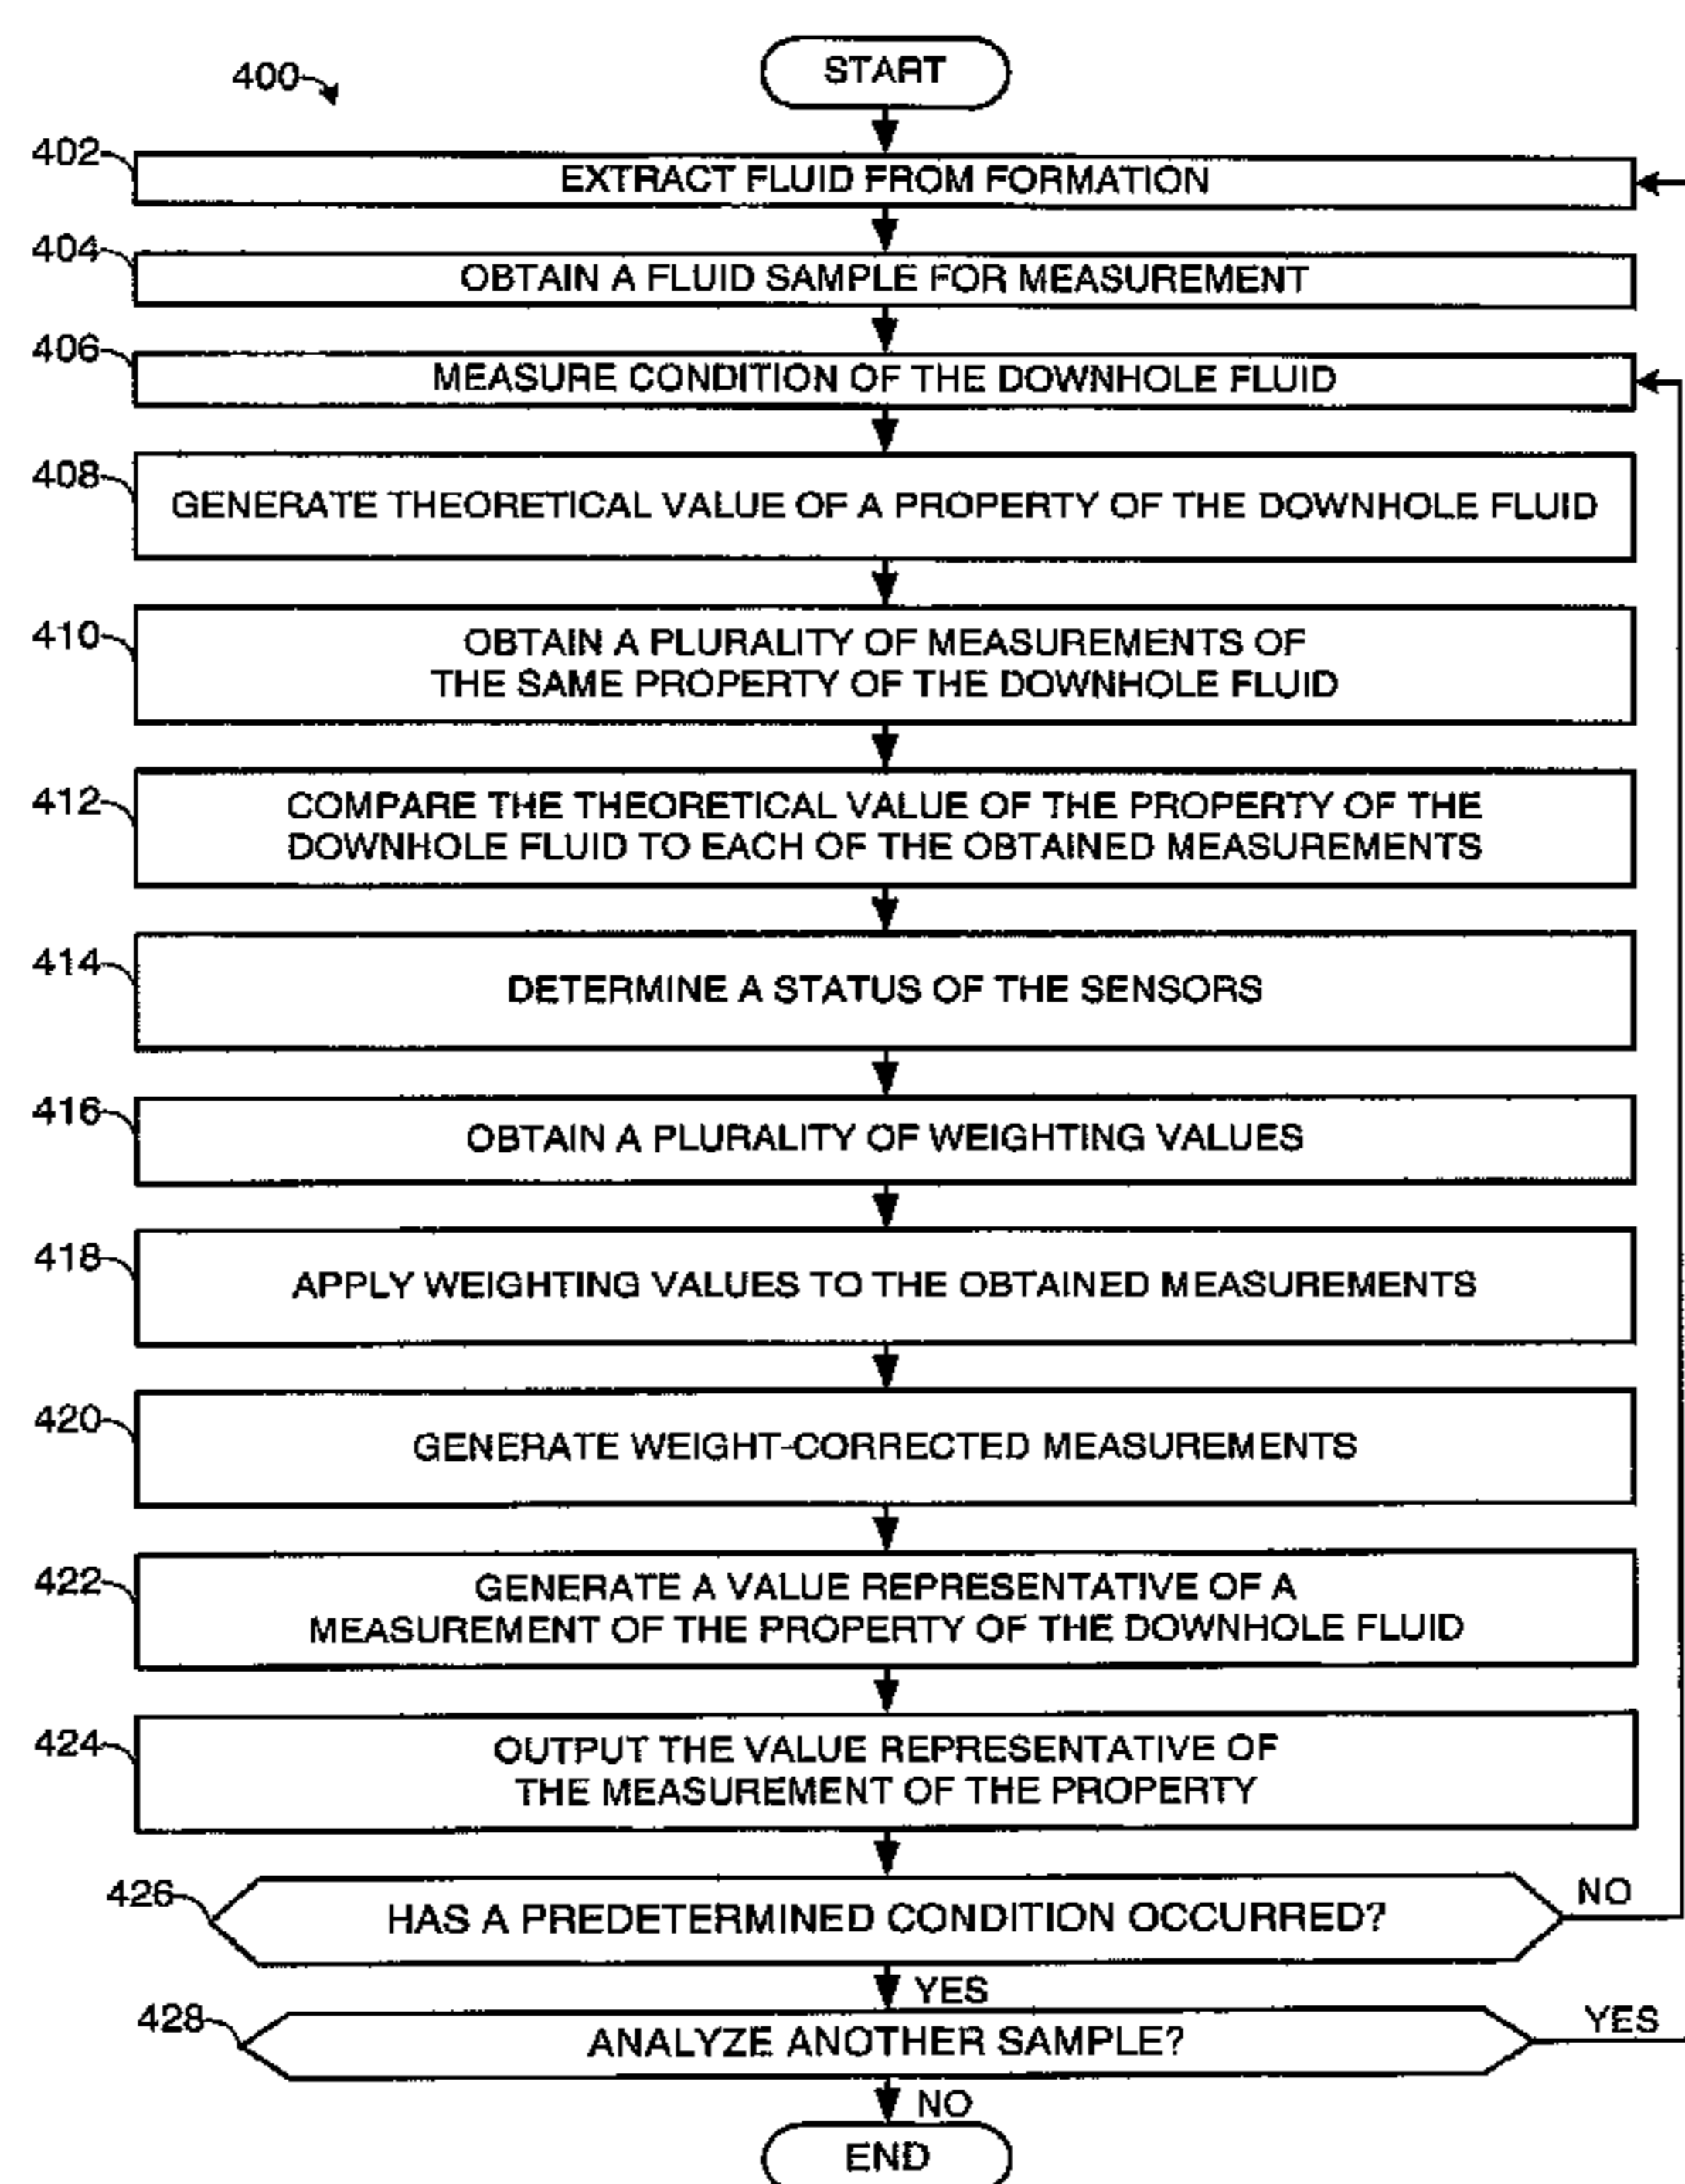 START
400
402
EXTRACT FLUID FROM FORMATION
404
OBTAIN A FLUID SAMPLE FOR MEASUREMENT
406
MEASURE CONDITION OF THE DOWNHOLE FLUID
408
GENERATE THEORETICAL VALUE OF A PROPERTY OF THE DOWNHOLE FLUID
410
OBTAIN A PLURALITY OF MEASUREMENTS OF
THE SAME PROPERTY OF THE DOWNHOLE FLUID
412
COMPARE THE THEORETICAL VALUE OF THE PROPERTY OF THE
DOWNHOLE FLUID TO EACH OF THE OBTAINED MEASUREMENTS
414
DETERMINE A STATUS OF THE SENSORS
416
OBTAIN A PLURALITY OF WEIGHTING VALUES
418
APPLY WEIGHTING VALUES TO THE OBTAINED MEASUREMENTS
420
GENERATE WEIGHT-CORRECTED MEASUREMENTS
422
GENERATE A VALUE REPRESENTATIVE OF A
MEASUREMENT OF THE PROPERTY OF THE DOWNHOLE FLUID
424
OUTPUT THE VALUE REPRESENTATIVE OF
THE MEASUREMENT OF THE PROPERTY
426
HAS A PREDETERMINED CONDITION OCCURRED?
NO
YES
428
ANALYZE ANOTHER SAMPLE?
YES
NO
END